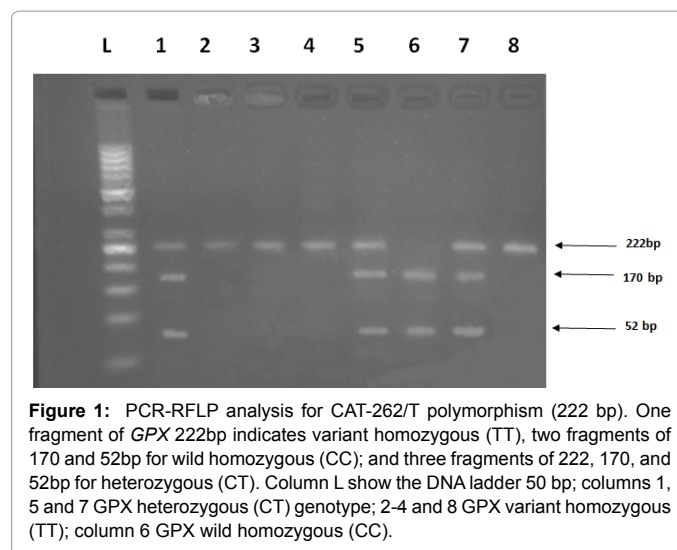 L 1 2 3 4 5 6 7 8
222bp
170 bp
52 bp
Figure 1: PCR-RFLP analysis for CAT-262/T polymorphism (222 bp). One
fragment of GPX 222bp indicates variant homozygous (TT), two fragments of
170 and 52bp for wild homozygous (CC); and three fragments of 222, 170, and
52bp for heterozygous (CT). Column L show the DNA ladder 50 bp; columns 1,
5 and 7 GPX heterozygous (CT) genotype; 2-4 and 8 GPX variant homozygous
(TT); column 6 GPX wild homozygous (CC).